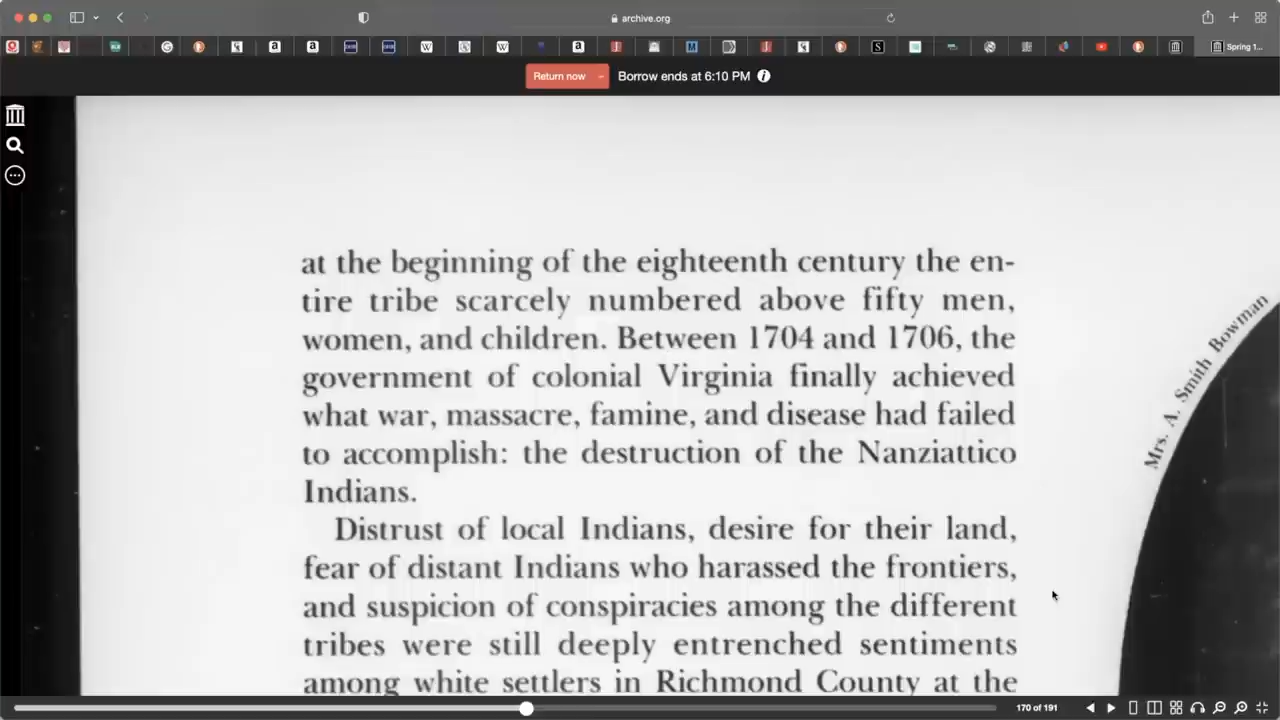 archive.org
Spring 1...
Return now
Borrow ends at 6:10 PM
at the beginning of the eighteenth century the en-
tire tribe scarcely numbered above fifty men,
women, and children. Between 1704 and 1706, the
government of colonial Virginia finally achieved
what war, massacre, famine, and disease had failed
to accomplish: the destruction of the Nanziattico
Indians.
Distrust of local Indians, desire for their land,
fear of distant Indians who harassed the frontiers,
and suspicion of conspiracies among the different
tribes were still deeply entrenched sentiments
among white settlers in Richmond County at the
Mrs. A. Smith Bowman
170 of 191